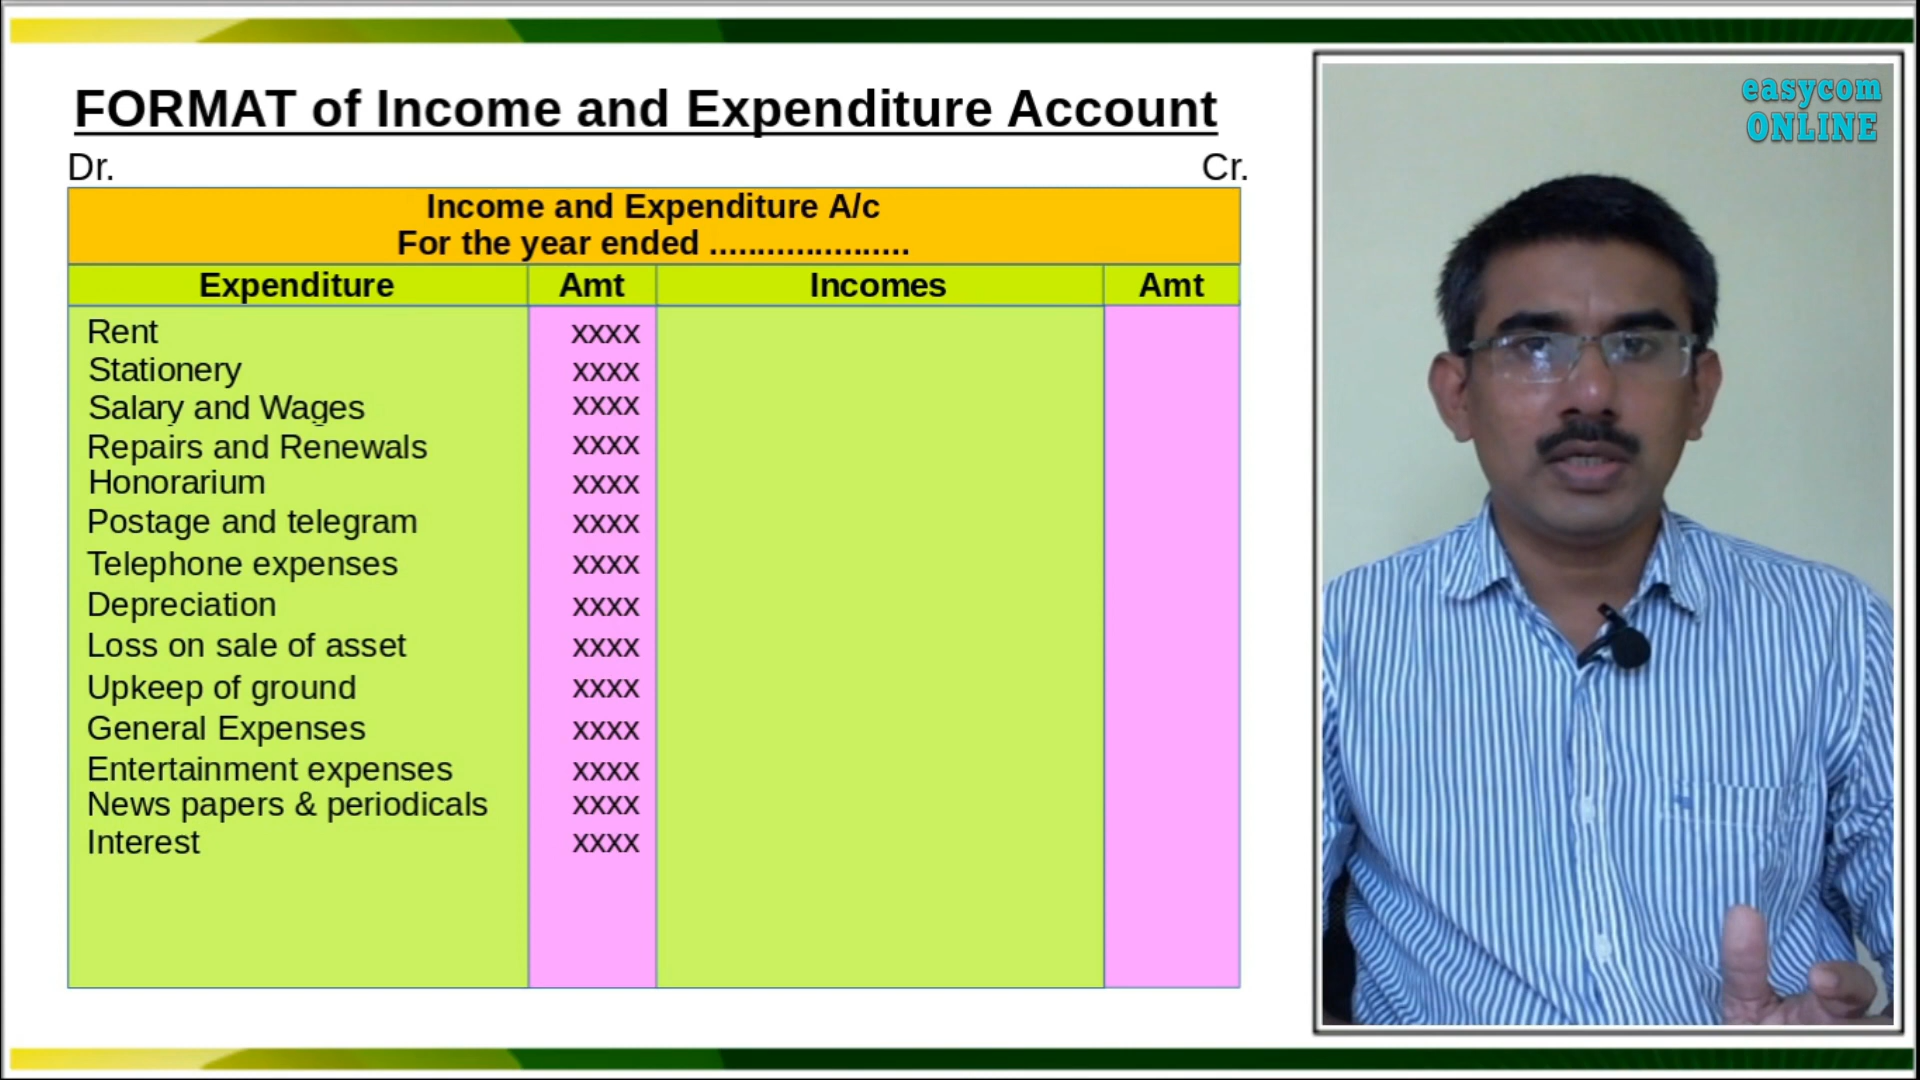 FORMAT of Income and Expenditure Account
Dr. Cr.
Income and Expenditure A/c
For the year ended .....................
Expenditure Amt Incomes Amt
Rent xxxx
Stationery xxxx
Salary and Wages xxxx
Repairs and Renewals xxxx
Honorarium xxxx
Postage and telegram xxxx
Telephone expenses xxxx
Depreciation xxxx
Loss on sale of asset xxxx
Upkeep of ground xxxx
General Expenses xxxx
Entertainment expenses xxxx
News papers & periodicals xxxx
Interest xxxx
easycom
ONLINE